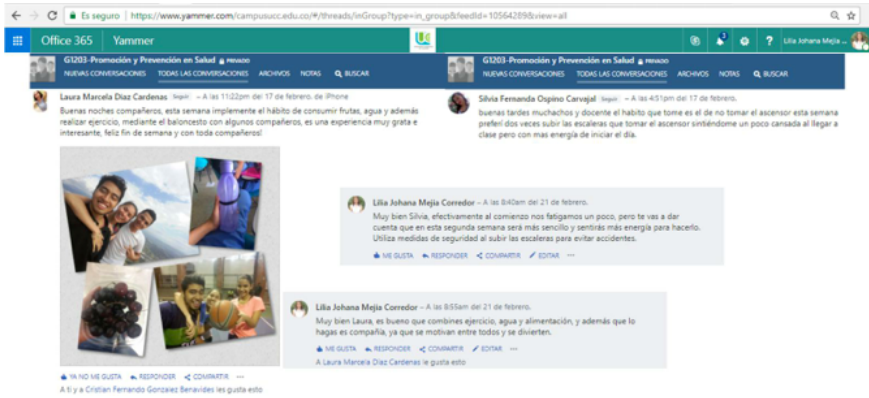 Es seguro | https://www.yammer.com/campusucc.edu.co/#/threads/inGroup?type=in_group&feedId=10564289&view=all
Office 365 Yammer
3 ? Lilia Johana Mejia ...
G1203-Promoción y Prevención en Salud PRIVADO
NUEVAS CONVERSACIONES TODAS LAS CONVERSACIONES ARCHIVOS NOTAS BUSCAR
Laura Marcela Diaz Cardenas Seguir – A las 11:22pm del 17 de febrero. de iPhone
Buenas noches compañeros, esta semana implemente el hábito de consumir frutas, agua y además
realizar ejercicio, mediante el baloncesto con algunos compañeros, es una experiencia muy grata e
interesante, feliz fin de semana y con toda compañeros!
YA NO ME GUSTA RESPONDER COMPARTIR ...
A ti y a Cristian Fernando Gonzalez Benavides les gusta esto
G1203-Promoción y Prevención en Salud PRIVADO
NUEVAS CONVERSACIONES TODAS LAS CONVERSACIONES ARCHIVOS NOTAS BUSCAR
Silvia Fernanda Ospino Carvajal Seguir – A las 4:51pm del 17 de febrero.
buenas tardes muchachos y docente el habito que tome es el de no tomar el ascensor esta semana
preferí dos veces subir las escaleras que tomar el ascensor sintiéndome un poco cansada al llegar a
clase pero con mas energía de iniciar el día.
Lilia Johana Mejia Corredor – A las 8:40am del 21 de febrero.
Muy bien Silvia, efectivamente al comienzo nos fatigamos un poco, pero te vas a dar
cuenta que en esta segunda semana será más sencillo y sentirás más energía para hacerlo.
Utiliza medidas de seguridad al subir las escaleras para evitar accidentes.
ME GUSTA RESPONDER COMPARTIR EDITAR ...
Lilia Johana Mejia Corredor – A las 8:55am del 21 de febrero.
Muy bien Laura, es bueno que combines ejercicio, agua y alimentación, y además que lo
hagas es compañía, ya que se motivan entre todos y se divierten.
ME GUSTA RESPONDER COMPARTIR EDITAR ...
A Laura Marcela Diaz Cardenas le gusta esto